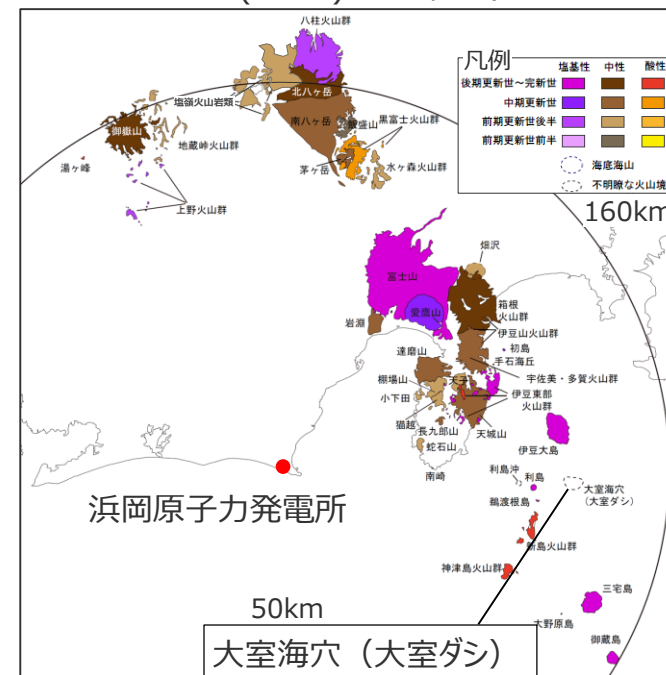 八柱火山群
凡例
塩基性 中性 酸性
後期更新世~完新世
中期更新世
前期更新世後半
前期更新世前半
海底海山
不明瞭な火山境
160km
塩嶺火山岩類
北八ヶ岳
御嶽山
南八ヶ岳
飯盛山
黒富士火山群
地蔵峠火山群
湯ヶ峰
茅ヶ岳
水ヶ森火山群
上野火山群
畑沢
富士山
愛鷹山
箱根
火山群
岩淵
伊豆山火山群
達磨山
初島
手石海丘
棚場山
天子
宇佐美・多賀火山群
小下田
伊豆東部
火山群
猫越
長九郎山
天城山
蛇石山
伊豆大島
南崎
利島沖
利島
大室海穴
(大室ダシ)
鵜渡根島
浜岡原子力発電所
新島火山群
神津島火山群
三宅島
50km
大野原島
御蔵島
大室海穴（大室ダシ）